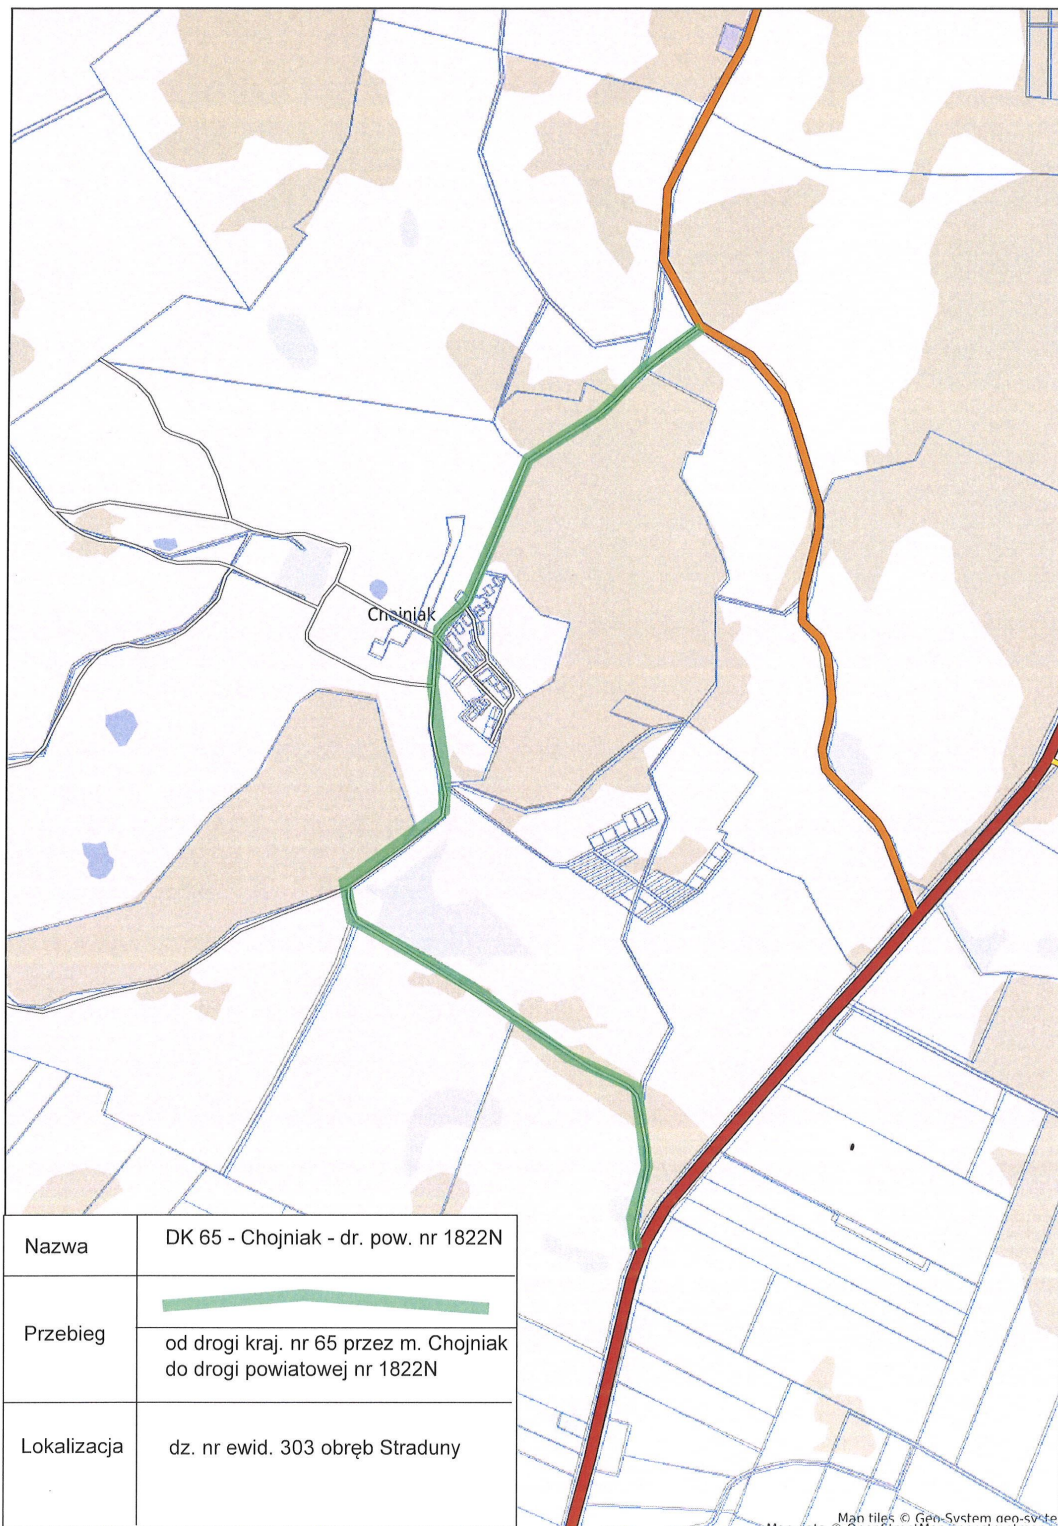 Chojniak
Nazwa
DK 65 - Chojniak - dr. pow. nr 1822N
Przebieg
od drogi kraj. nr 65 przez m. Chojniak
do drogi powiatowej nr 1822N
Lokalizacja
dz. nr ewid. 303 obręb Straduny
Map tiles © Geo-System